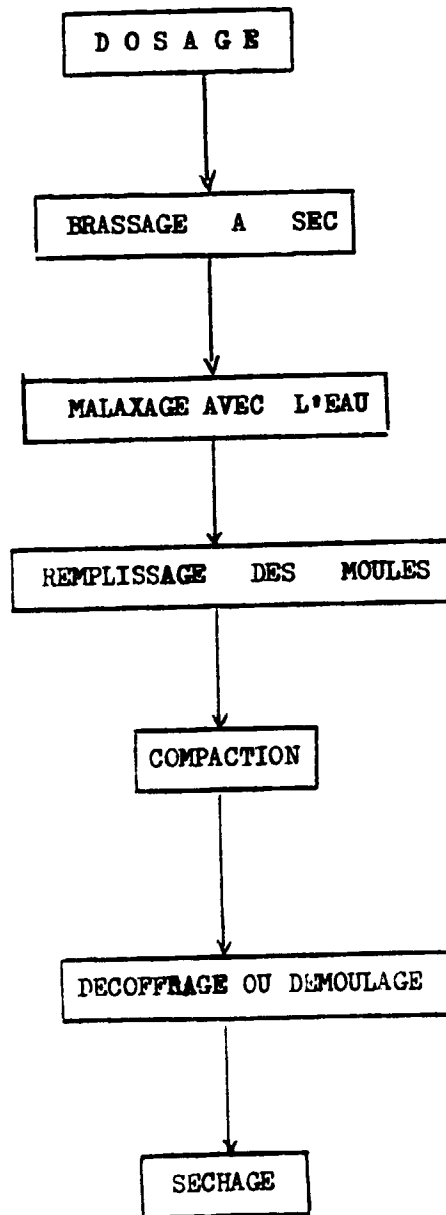 DOSAGE
BRASSAGE A SEC
MALAXAGE AVEC L'EAU
REMPLISSAGE DES MOULES
COMPACTION
DECOFFRAGE OU DEMOULAGE
SECHAGE